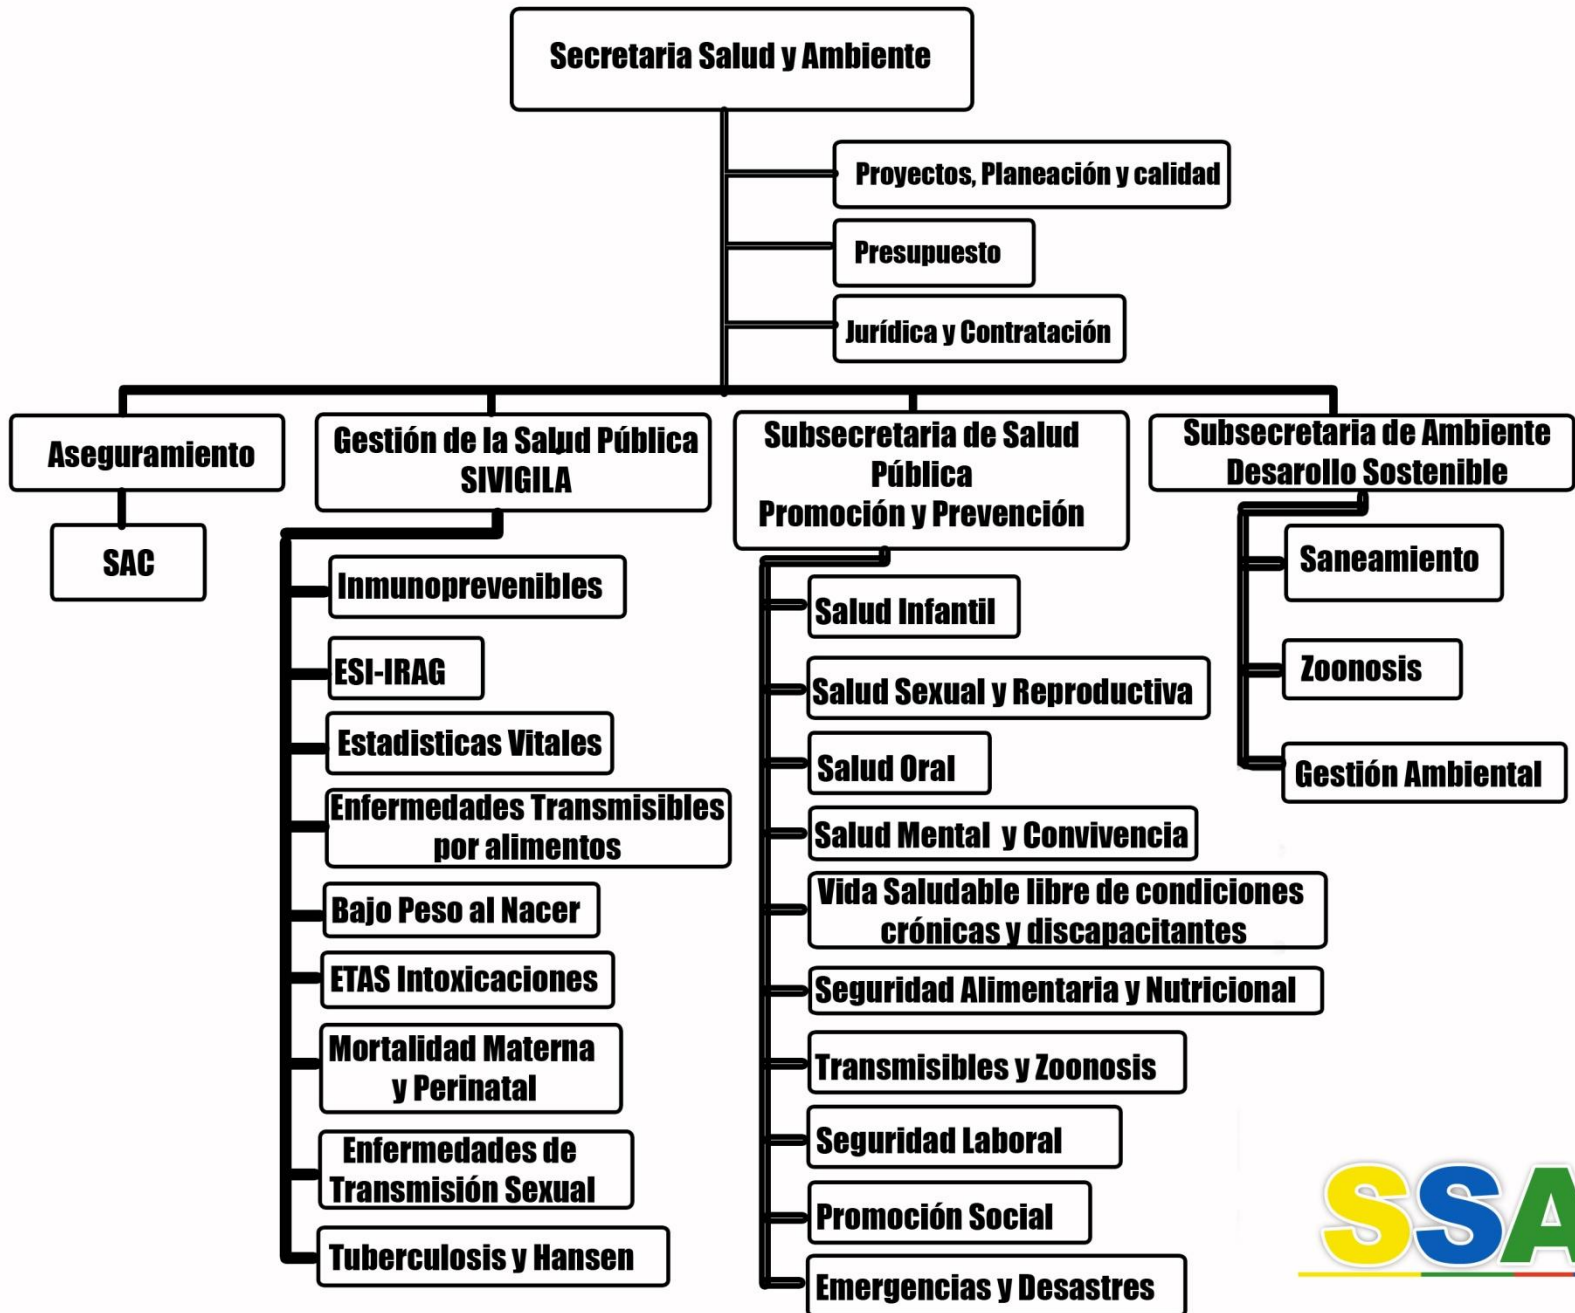 Secretaria Salud y Ambiente
Proyectos, Planeación y calidad
Presupuesto
Jurídica y Contratación
Aseguramiento
SAC
Gestión de la Salud Pública
SIVIGILA
Inmunoprevenibles
ESI-IRAG
Estadisticas Vitales
Enfermedades Transmisibles
por alimentos
Bajo Peso al Nacer
ETAS Intoxicaciones
Mortalidad Materna
y Perinatal
Enfermedades de
Transmisión Sexual
Tuberculosis y Hansen
Subsecretaria de Salud
Pública
Promoción y Prevención
Salud Infantil
Salud Sexual y Reproductiva
Salud Oral
Salud Mental y Convivencia
Vida Saludable libre de condiciones
crónicas y discapacitantes
Seguridad Alimentaria y Nutricional
Transmisibles y Zoonosis
Seguridad Laboral
Promoción Social
Emergencias y Desastres
Subsecretaria de Ambiente
Desarollo Sostenible
Saneamiento
Zoonosis
Gestión Ambiental
SSA